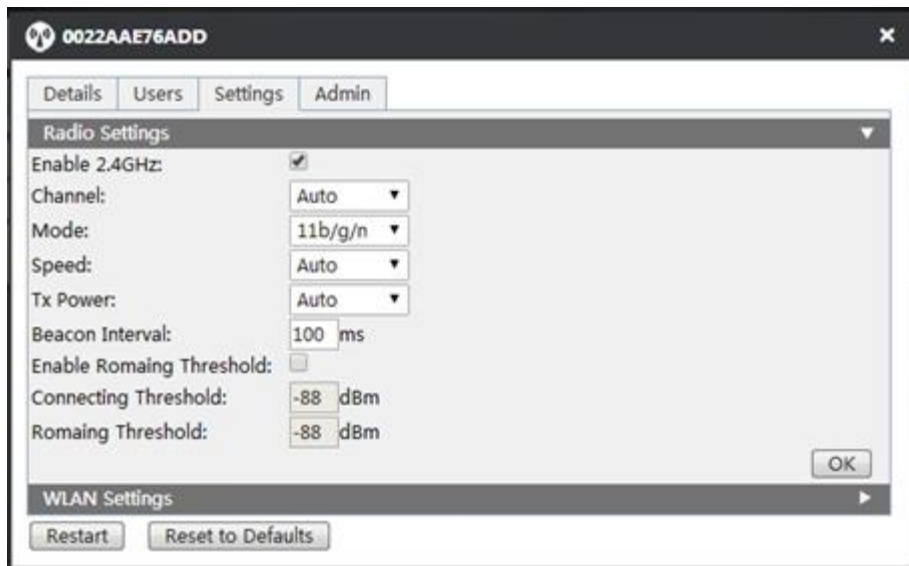 0022AAE76ADD
Details Users Settings Admin
Radio Settings
Enable 2.4GHz:
Channel: Auto
Mode: 11b/g/n
Speed: Auto
Tx Power: Auto
Beacon Interval: 100 ms
Enable Romaing Threshold:
Connecting Threshold: -88 dBm
Romaing Threshold: -88 dBm
OK
WLAN Settings
Restart Reset to Defaults